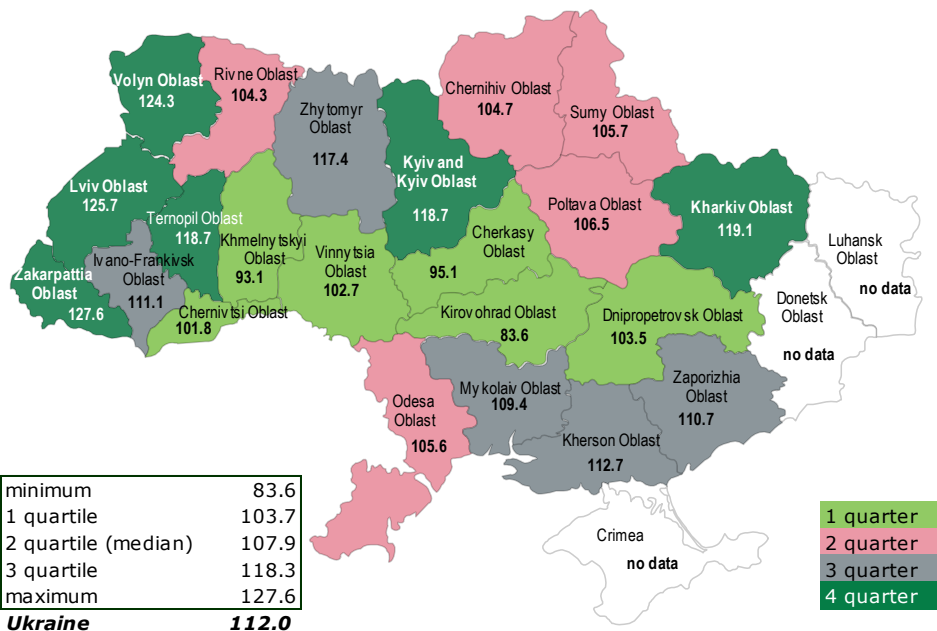 Volyn Oblast
124.3
Rivne Oblast
104.3
Zhytomyr
Oblast
117.4
Chernihiv Oblast
104.7
Sumy Oblast
105.7
Kyiv and
Kyiv Oblast
118.7
Lviv Oblast
125.7
Ternopil Oblast
118.7
Khmelnytskyi
Oblast
93.1
Vinnytsia
Oblast
102.7
Cherkasy
Oblast
95.1
Poltava Oblast
106.5
Kharkiv Oblast
119.1
Luhansk
Oblast
no data
Zakarpattia
Oblast
127.6
Ivano-Frankivsk
Oblast
111.1
Chernivtsi Oblast
101.8
Kirovohrad Oblast
83.6
Dnipropetrovsk Oblast
103.5
Donetsk
Oblast
no data
Odesa
Oblast
105.6
Mykolaiv Oblast
109.4
Kherson Oblast
112.7
Zaporizhia
Oblast
110.7
Crimea
no data
minimum 83.6
1 quartile 103.7
2 quartile (median) 107.9
3 quartile 118.3
maximum 127.6
Ukraine 112.0
1 quarter
2 quarter
3 quarter
4 quarter